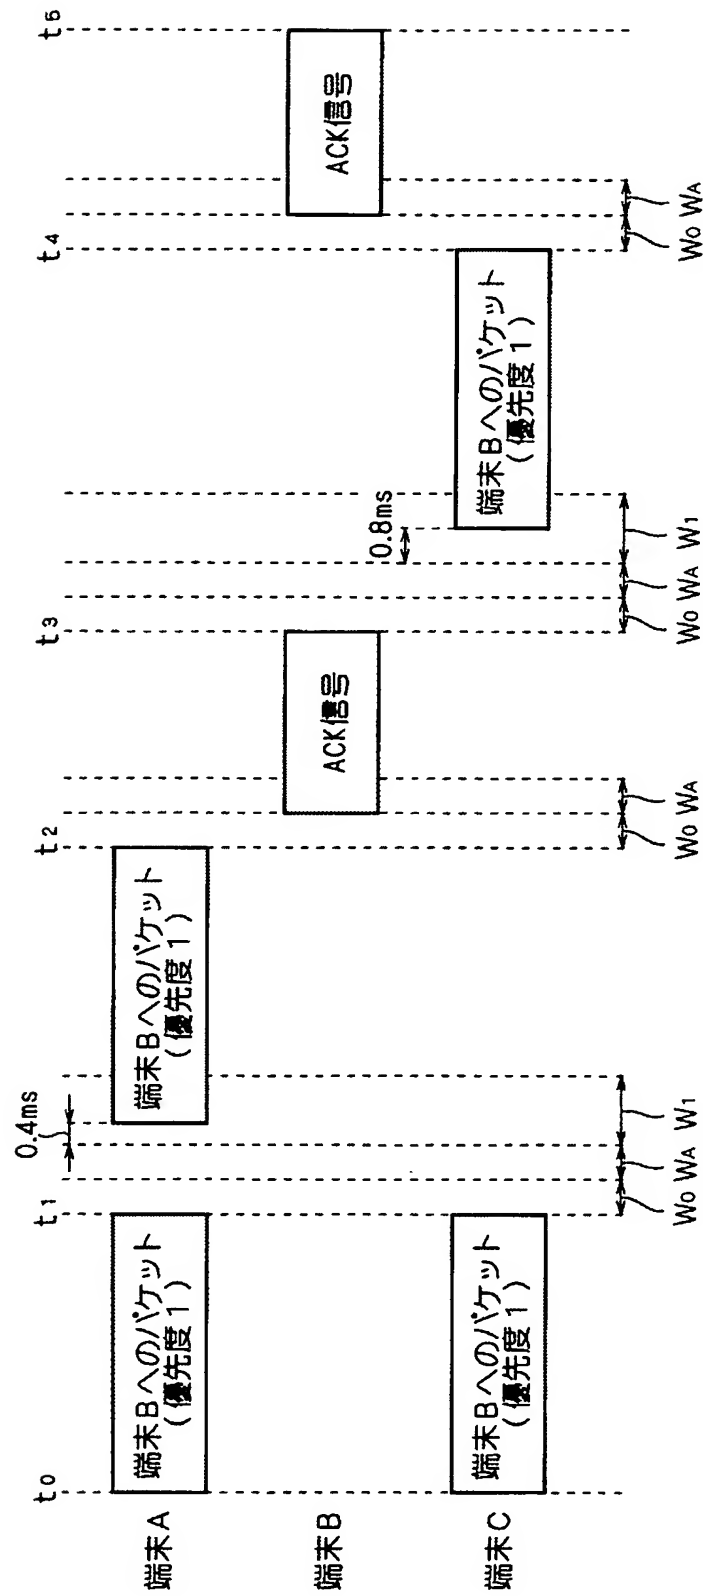 t0
t1
t2
t3
t4
t5
端末A
端末Bへのパケット
（優先度1）
0.4ms
端末Bへのパケット
（優先度1）
端末B
ACK信号
ACK信号
端末C
端末Bへのパケット
（優先度1）
0.8ms
端末Bへのパケット
（優先度1）
W0 WA W1
W0 WA
W0 WA W1
W0 WA